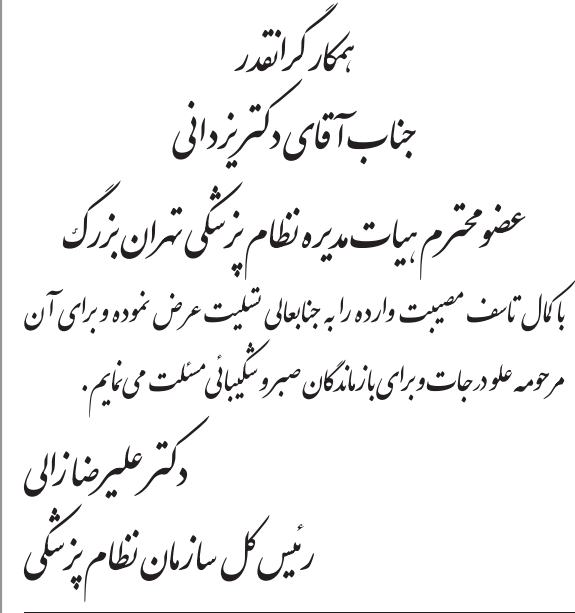 همکار گرانقدر
جناب آقای دکتر یزدانی
عضو محترم هیات مدیره نظام پزشکی تهران بزرگ
با کمال تاسف مصیبت وارده را به جنابعالی تسلیت عرض نموده و برای آن
مرحومه علو درجات و برای بازماندگان صبر و شکیبائی مسئلت می‌نمایم.
دکتر علیرضا زالی
رئیس کل سازمان نظام پزشکی